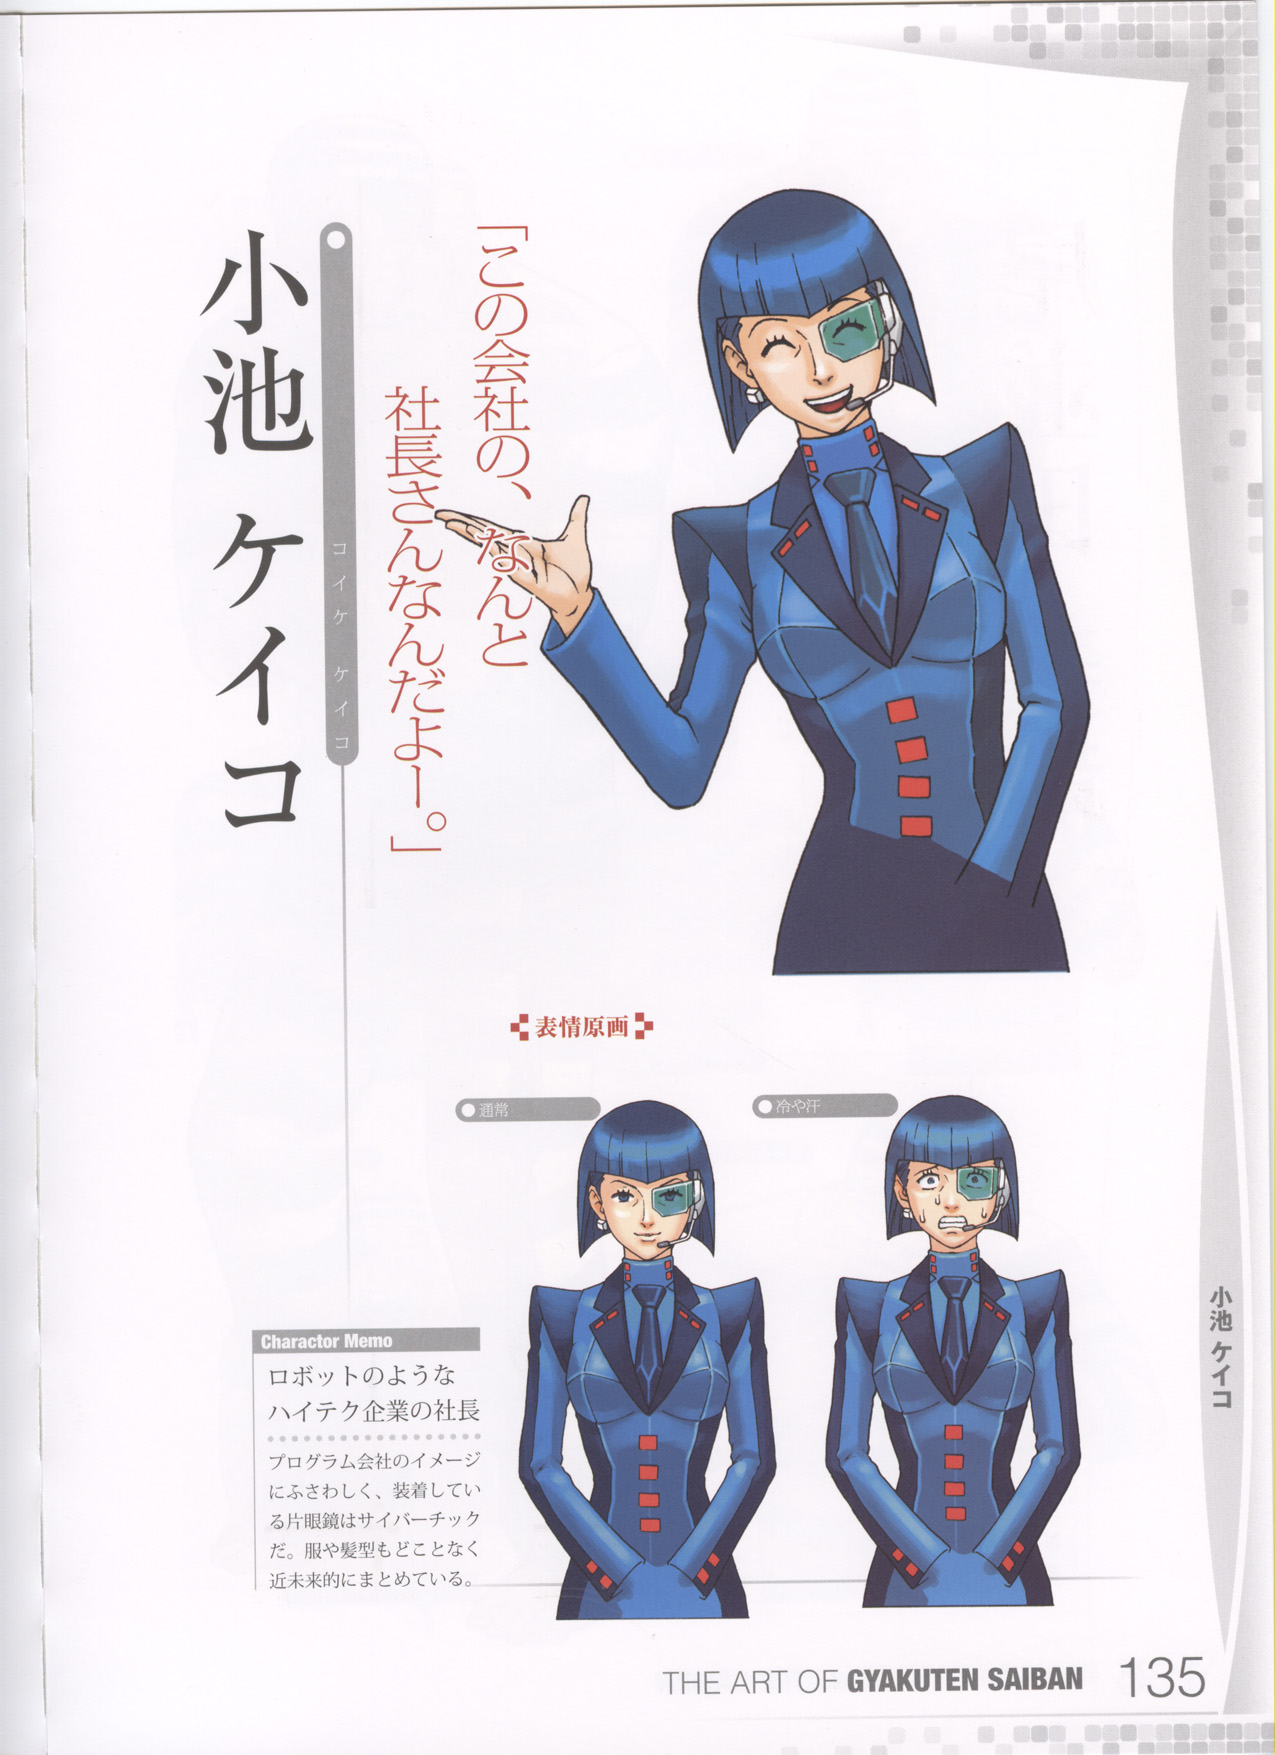 小池 ケイコ
コイケ ケイコ
「この会社の、なんと
社長さんなんだよー。」
表情原画
通常
冷や汗
Charactor Memo
ロボットのような
ハイテク企業の社長
プログラム会社のイメージ
にふさわしく、装着してい
る片眼鏡はサイバーチック
だ。服や髪型もどことなく
近未来的にまとめている。
小池 ケイコ
THE ART OF GYAKUTEN SAIBAN 135